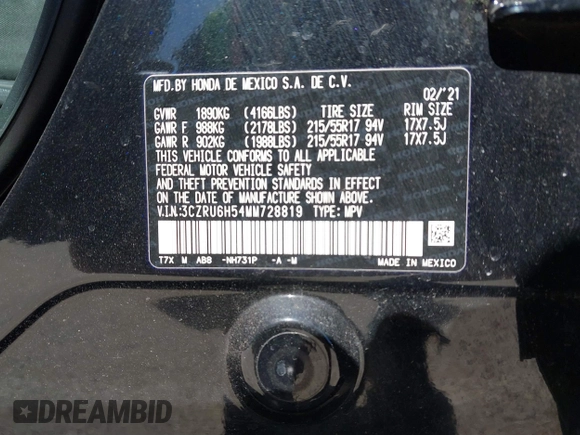 MFD.BY HONDA DE MEXICO S.A. DE C.V.
02/'21
GVWR 1890KG (4166LBS) TIRE SIZE RIM SIZE
GAWR F 988KG (2178LBS) 215/55R17 94V 17X7.5J
GAWR R 902KG (1988LBS) 215/55R17 94V 17X7.5J
THIS VEHICLE CONFORMS TO ALL APPLICABLE
FEDERAL MOTOR VEHICLE SAFETY
AND THEFT PREVENTION STANDARDS IN EFFECT
ON THE DATE OF MANUFACTURE SHOWN ABOVE.
V.I.N:3CZRU6H54MM728819 TYPE: MPV
T7X M AB8 -NH731P -A -M MADE IN MEXICO
DREAMBID